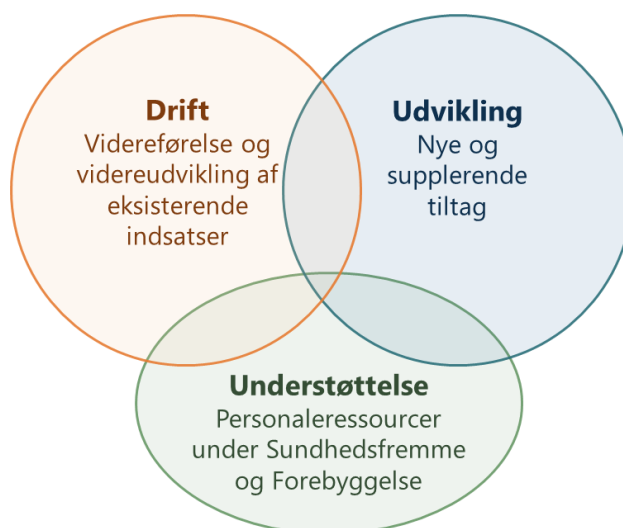 Drift
Videreførelse og
videreudvikling af
eksisterende
indsatser
Udvikling
Nye og
supplerende
tiltag
Understøttelse
Personaleressourcer
under Sundhedsfremme
og Forebyggelse